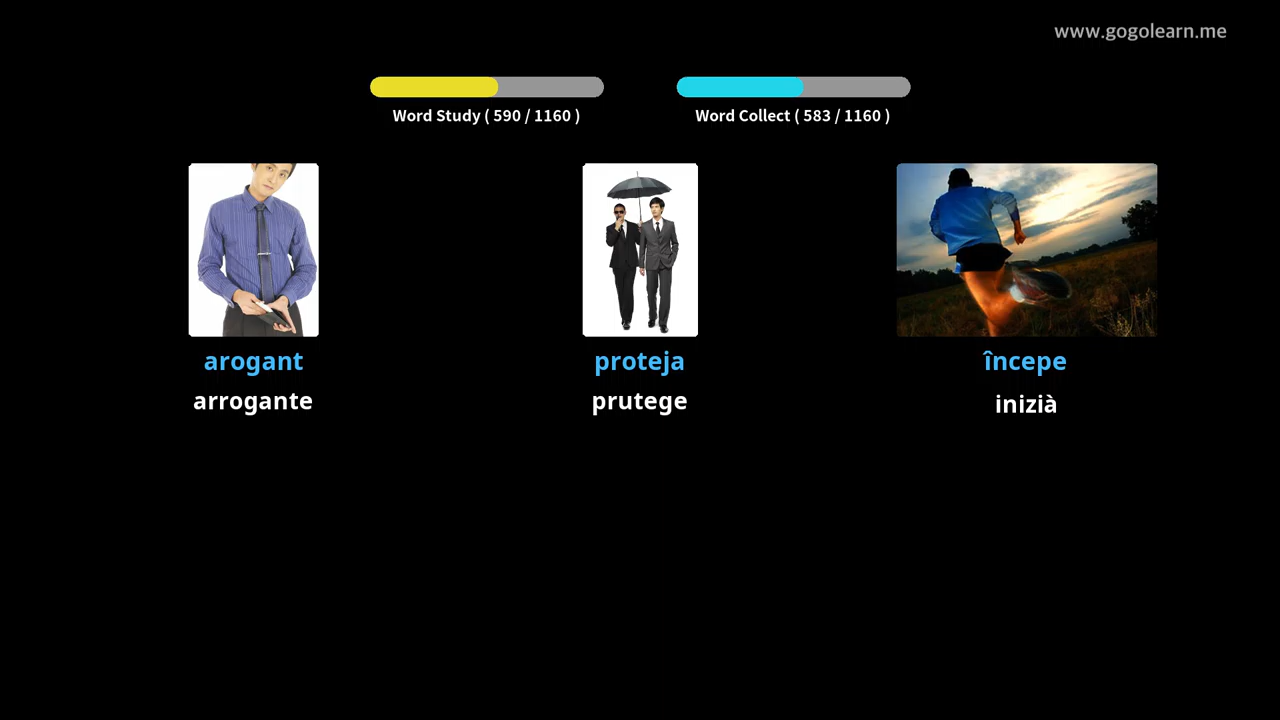 www.gogolearn.me
Word Study ( 590 / 1160 )
Word Collect ( 583 / 1160 )
arogant
arrogante
proteja
prutege
începe
inizià